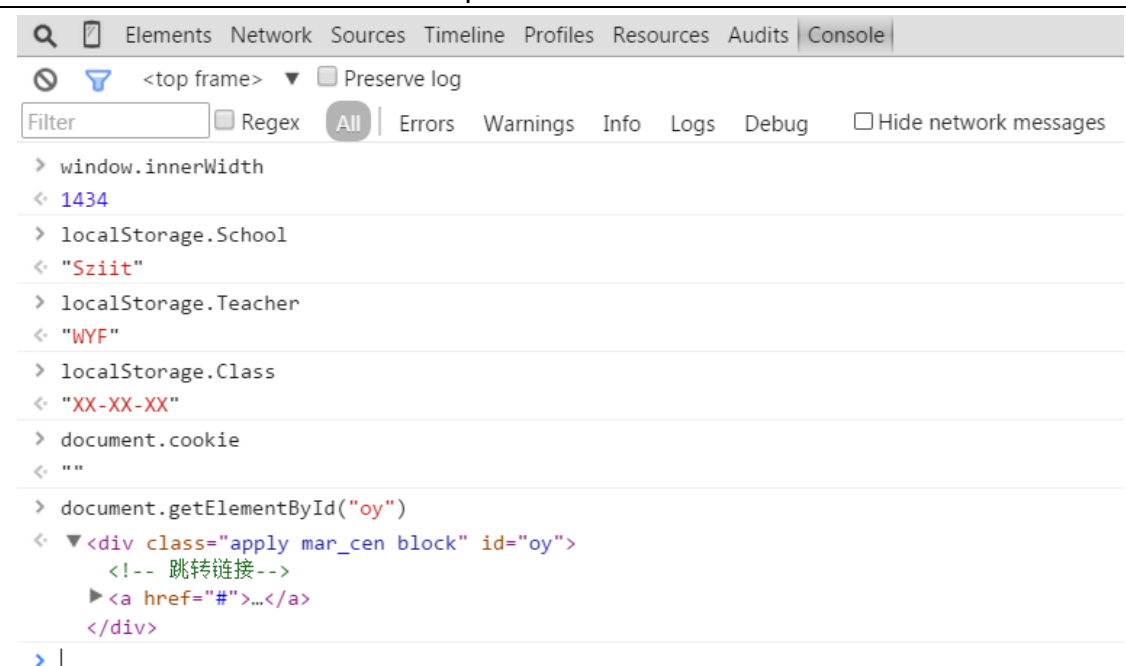 Elements Network Sources Timeline Profiles Resources Audits Console
<top frame> ▼ Preserve log
Filter Regex All Errors Warnings Info Logs Debug Hide network messages
> window.innerWidth
1434
> localStorage.School
"Sziit"
> localStorage.Teacher
"WYF"
> localStorage.Class
"XX-XX-XX"
> document.cookie
""
> document.getElementById("oy")
▼<div class="apply mar_cen block" id="oy">
<!-- 跳转链接-->
▶<a href="#">…</a>
</div>
>